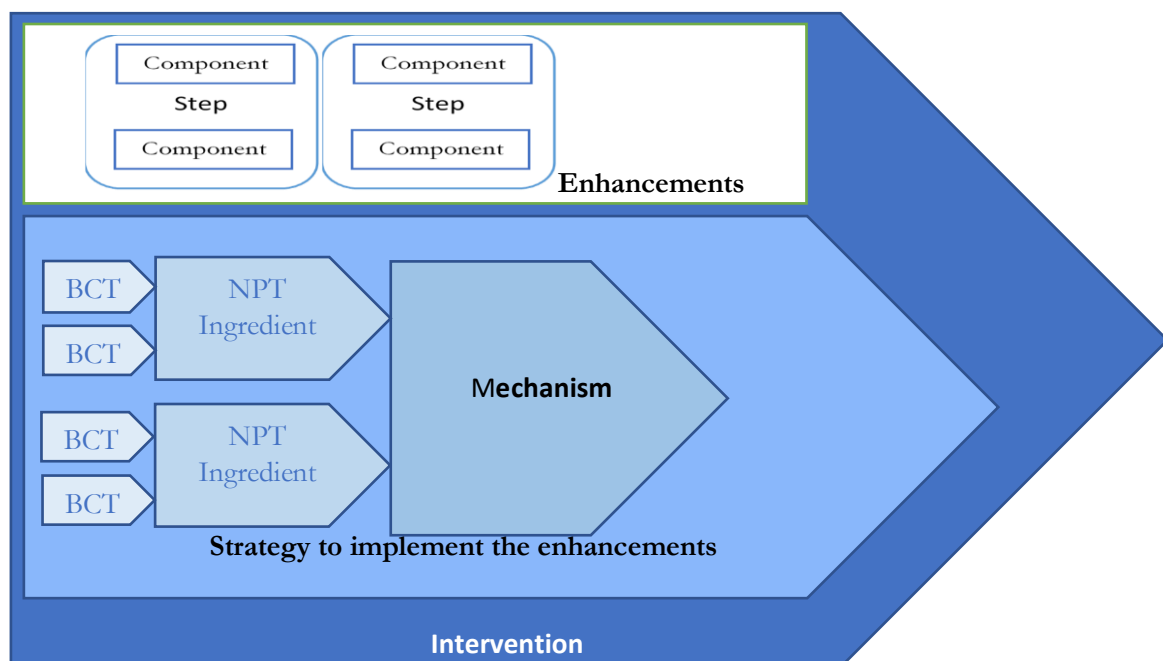 Component
Step
Component
Component
Step
Component
Enhancements
BCT
BCT
NPT
Ingredient
BCT
BCT
NPT
Ingredient
Mechanism
Strategy to implement the enhancements
Intervention